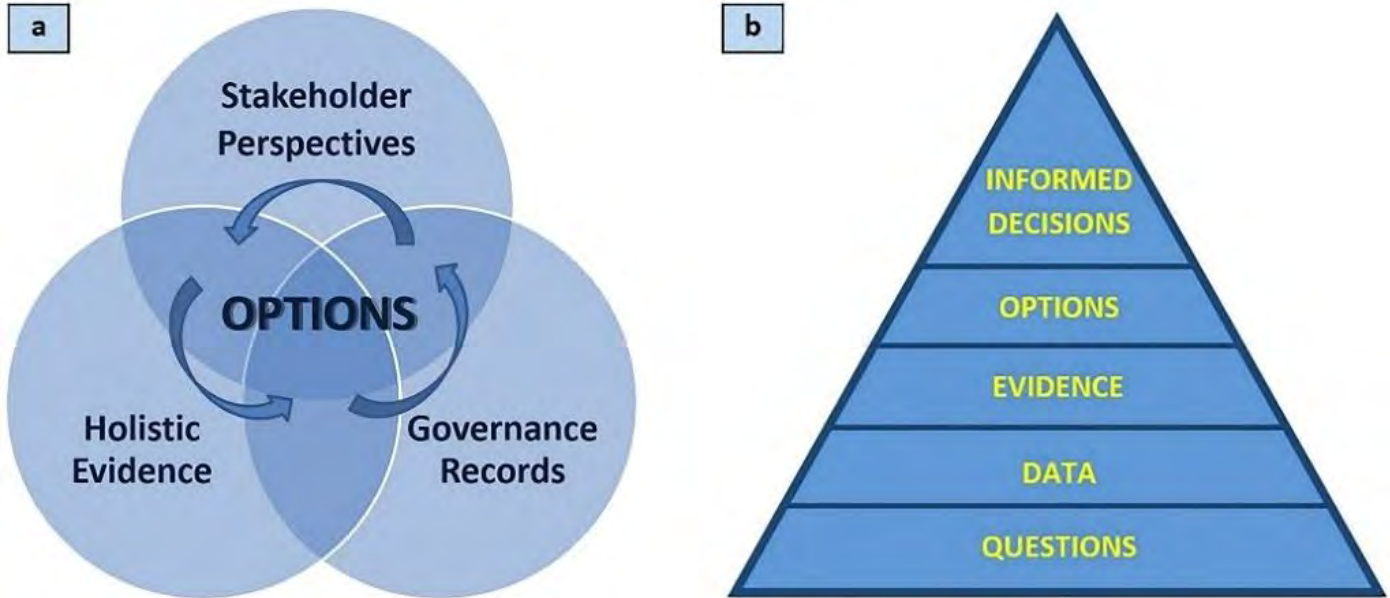 a
Stakeholder
Perspectives
OPTIONS
Holistic
Evidence
Governance
Records
b
INFORMED
DECISIONS
OPTIONS
EVIDENCE
DATA
QUESTIONS